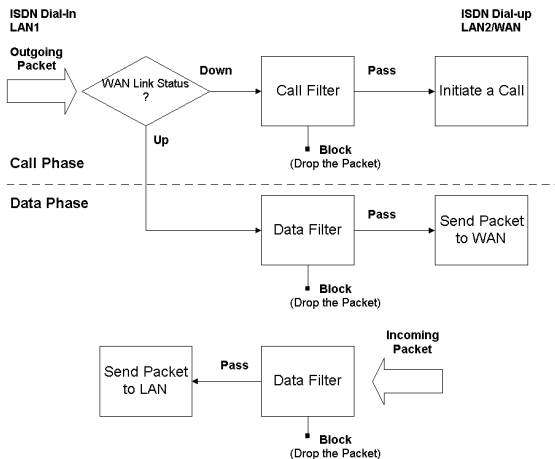 ISDN Dial-In
LAN1
ISDN Dial-up
LAN2/WAN
Outgoing
Packet
WAN Link Status
?
Down
Call Filter
Pass
Initiate a Call
Up
Block
(Drop the Packet)
Call Phase
Data Phase
Data Filter
Pass
Send Packet
to WAN
Block
(Drop the Packet)
Incoming
Packet
Send Packet
to LAN
Pass
Data Filter
Block
(Drop the Packet)